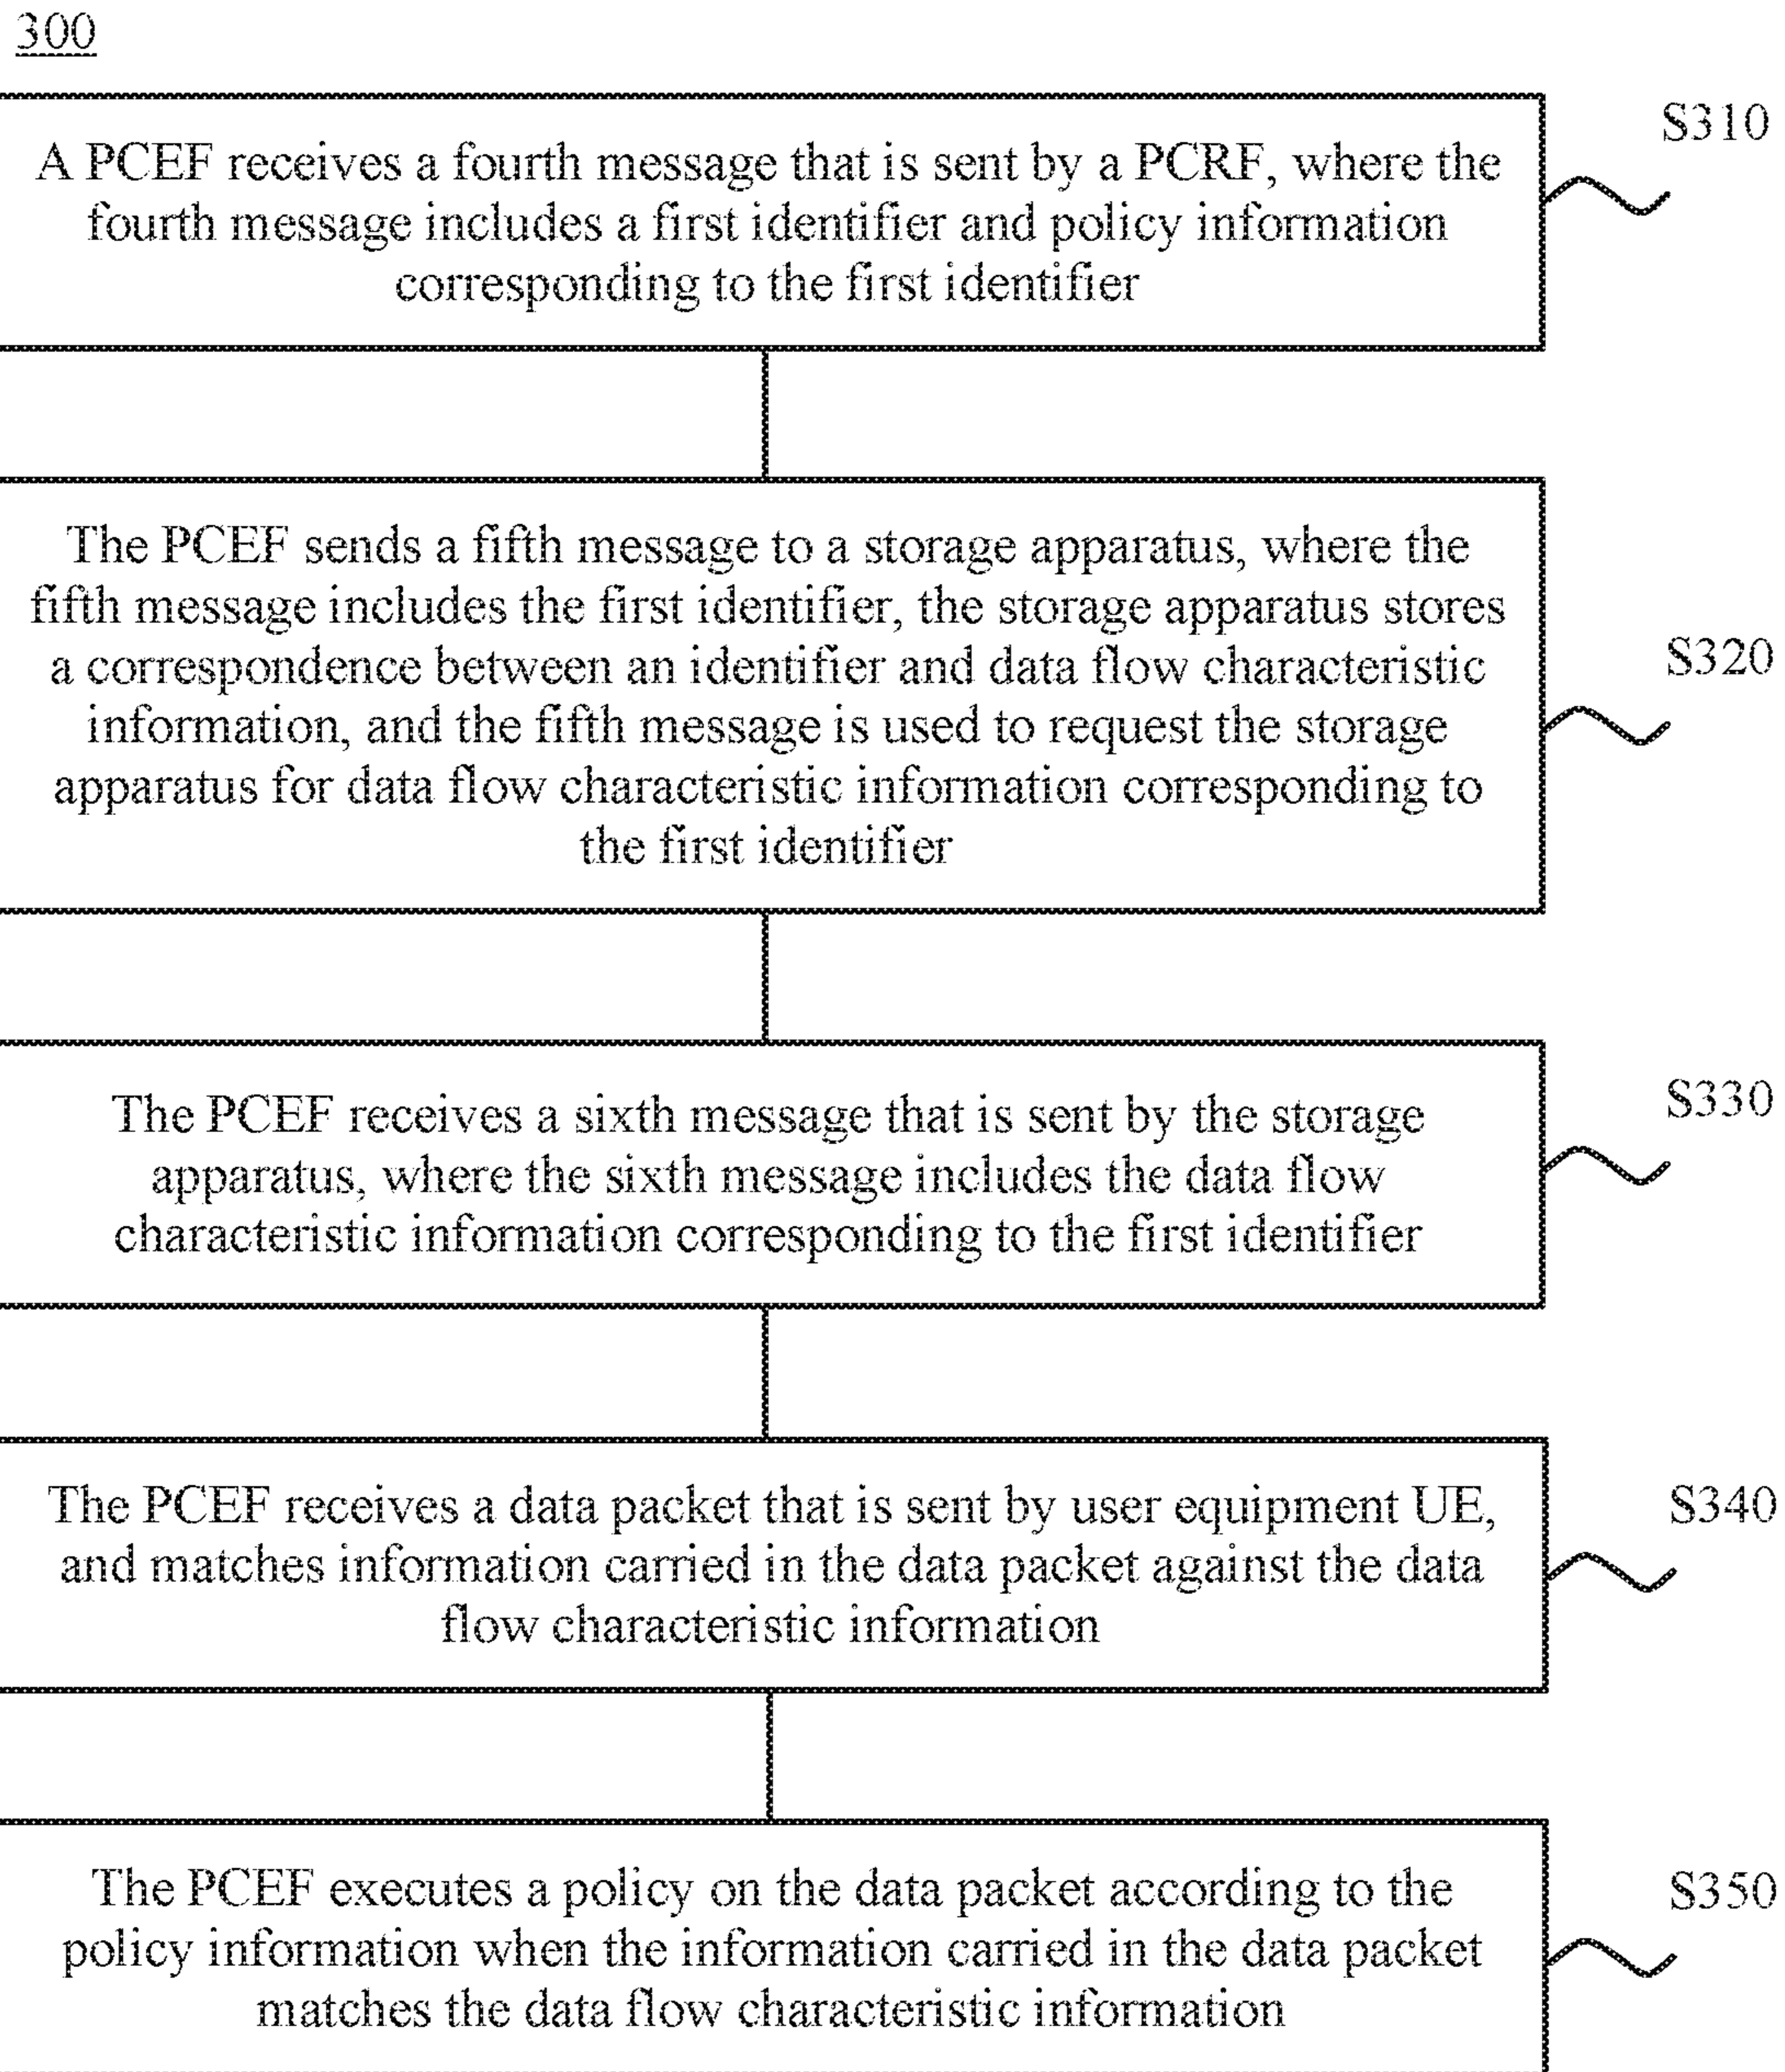 300
A PCEF receives a fourth message that is sent by a PCRF, where the
fourth message includes a first identifier and policy information
corresponding to the first identifier
S310
The PCEF sends a fifth message to a storage apparatus, where the
fifth message includes the first identifier, the storage apparatus stores
a correspondence between an identifier and data flow characteristic
information, and the fifth message is used to request the storage
apparatus for data flow characteristic information corresponding to
the first identifier
S320
The PCEF receives a sixth message that is sent by the storage
apparatus, where the sixth message includes the data flow
characteristic information corresponding to the first identifier
S330
The PCEF receives a data packet that is sent by user equipment UE,
and matches information carried in the data packet against the data
flow characteristic information
S340
The PCEF executes a policy on the data packet according to the
policy information when the information carried in the data packet
matches the data flow characteristic information
S350